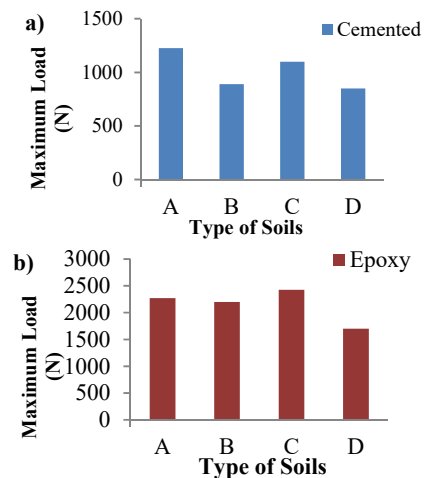 a)
Cemented
Maximum Load
(N)
1500
1000
500
0
A B C D
Type of Soils
b)
Epoxy
Maximum Load
(N)
3000
2500
2000
1500
1000
500
0
A B C D
Type of Soils